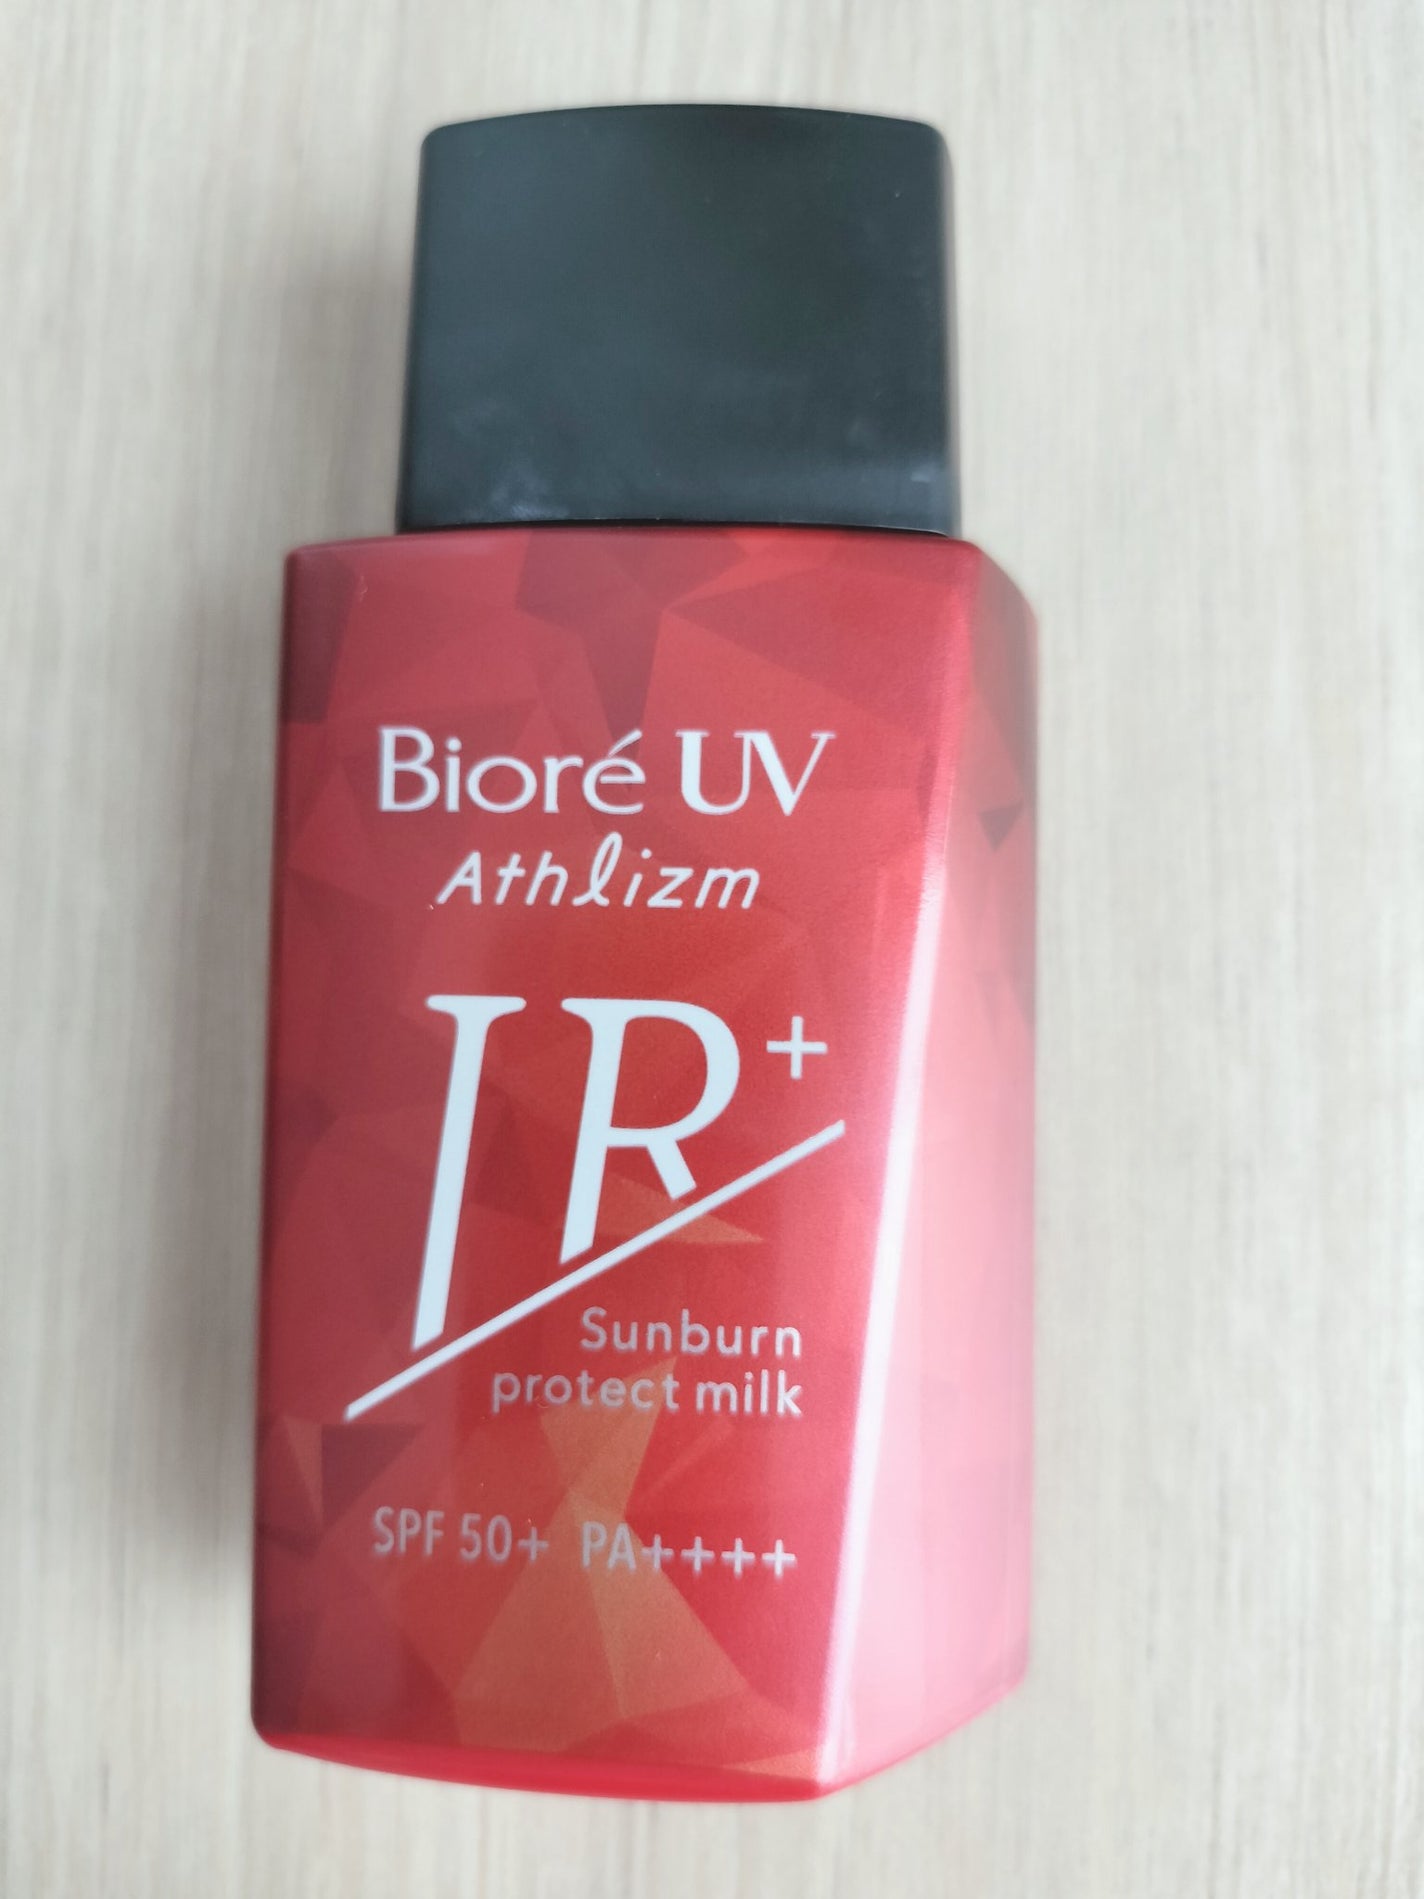 Bioré UV
Athlizm
IR+
Sunburn
protect milk
SPF 50+ PA++++